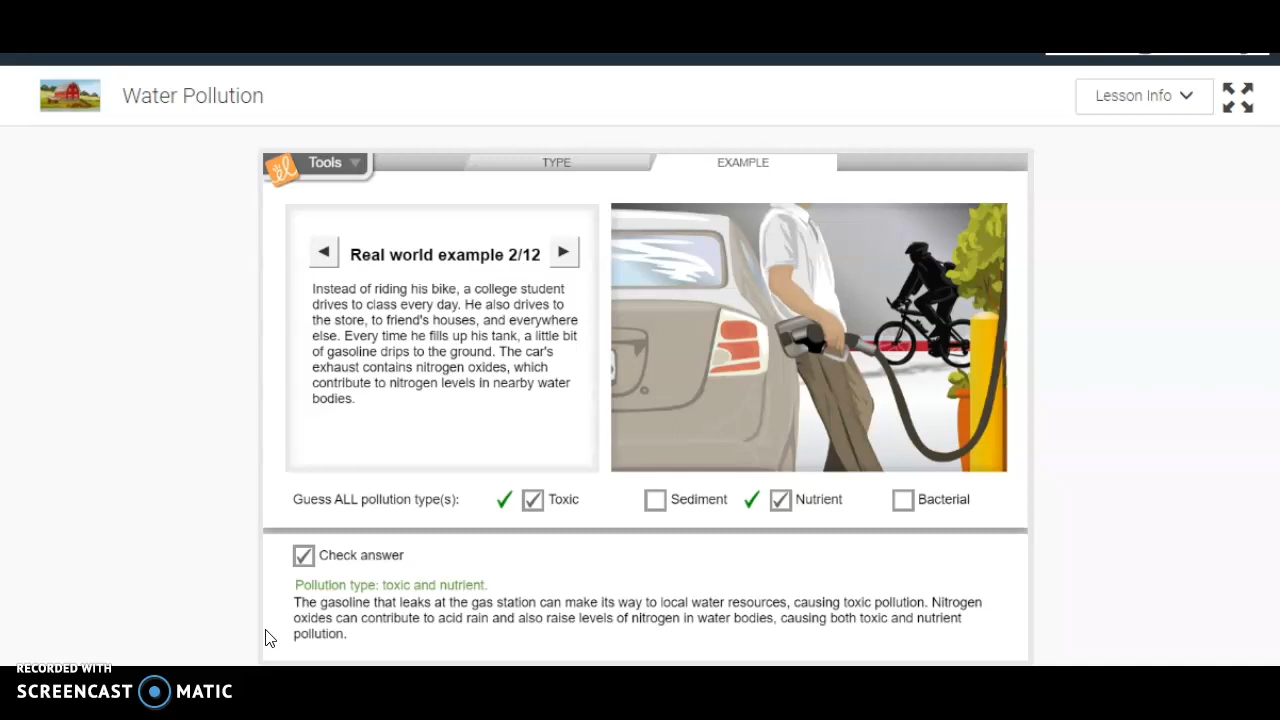 Water Pollution
Lesson Info
Tools
TYPE
EXAMPLE
Real world example 2/12
Instead of riding his bike, a college student
drives to class every day. He also drives to
the store, to friend's houses, and everywhere
else. Every time he fills up his tank, a little bit
of gasoline drips to the ground. The car's
exhaust contains nitrogen oxides, which
contribute to nitrogen levels in nearby water
bodies.
Guess ALL pollution type(s):
Toxic
Sediment
Nutrient
Bacterial
Check answer
Pollution type: toxic and nutrient.
The gasoline that leaks at the gas station can make its way to local water resources, causing toxic pollution. Nitrogen
oxides can contribute to acid rain and also raise levels of nitrogen in water bodies, causing both toxic and nutrient
pollution.
RECORDED WITH
SCREENCAST MATIC